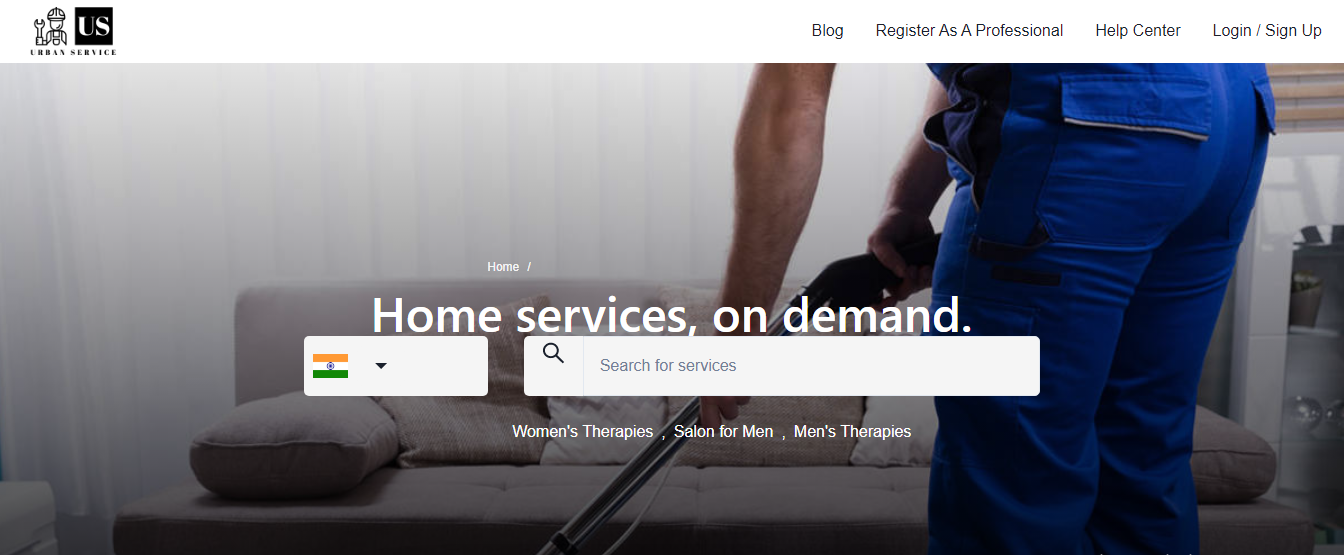 US
URBAN SERVICE
Blog Register As A Professional Help Center Login / Sign Up
Home /
Home services, on demand.
Search for services
Women's Therapies , Salon for Men , Men's Therapies